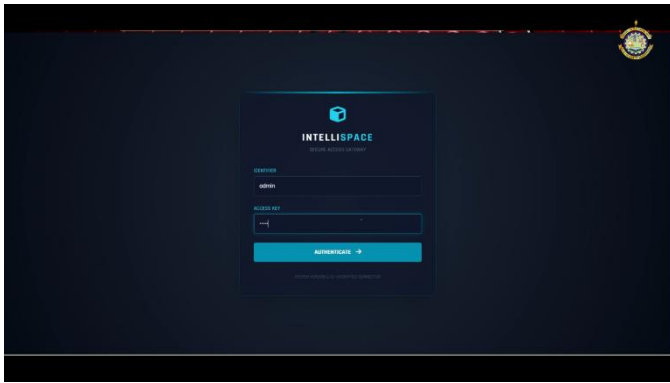 INTELLISPACE
SECURE ACCESS GATEWAY
IDENTIFIER
admin
ACCESS KEY
AUTHENTICATE →